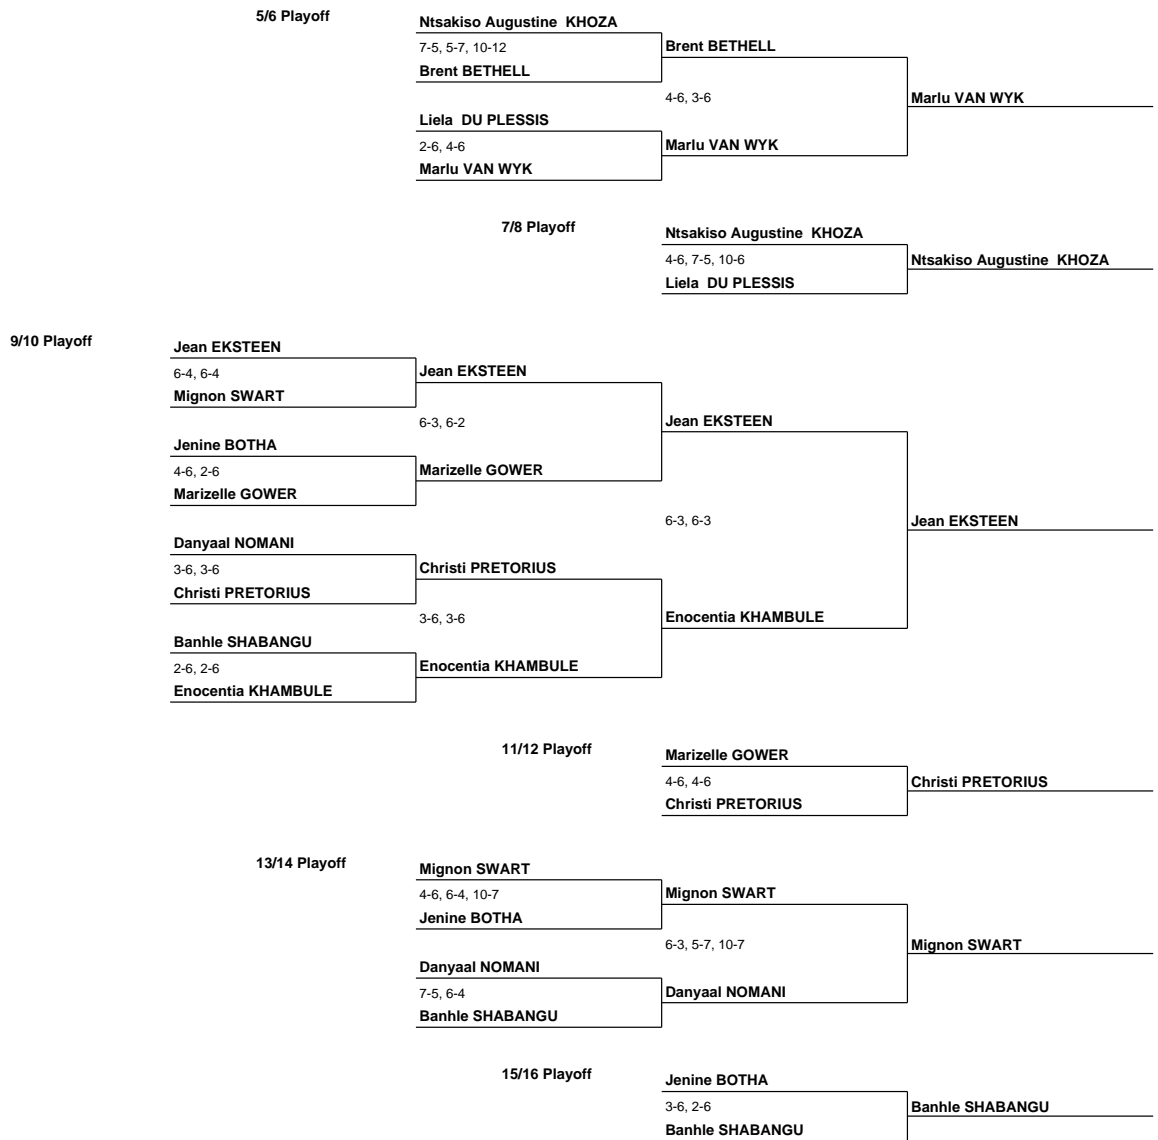 5/6 Playoff
Ntsakiso Augustine  KHOZA
7-5, 5-7, 10-12
Brent BETHELL
Brent BETHELL
4-6, 3-6
Marlu VAN WYK
Liela  DU PLESSIS
2-6, 4-6
Marlu VAN WYK
Marlu VAN WYK
7/8 Playoff
Ntsakiso Augustine  KHOZA
4-6, 7-5, 10-6
Ntsakiso Augustine  KHOZA
Liela  DU PLESSIS
9/10 Playoff
Jean EKSTEEN
6-4, 6-4
Jean EKSTEEN
Mignon SWART
6-3, 6-2
Jean EKSTEEN
Jenine BOTHA
4-6, 2-6
Marizelle GOWER
Marizelle GOWER
6-3, 6-3
Jean EKSTEEN
Danyaal NOMANI
3-6, 3-6
Christi PRETORIUS
Christi PRETORIUS
3-6, 3-6
Enocentia KHAMBULE
Banhle SHABANGU
2-6, 2-6
Enocentia KHAMBULE
Enocentia KHAMBULE
11/12 Playoff
Marizelle GOWER
4-6, 4-6
Christi PRETORIUS
Christi PRETORIUS
13/14 Playoff
Mignon SWART
4-6, 6-4, 10-7
Mignon SWART
Jenine BOTHA
6-3, 5-7, 10-7
Mignon SWART
Danyaal NOMANI
7-5, 6-4
Danyaal NOMANI
Banhle SHABANGU
15/16 Playoff
Jenine BOTHA
3-6, 2-6
Banhle SHABANGU
Banhle SHABANGU